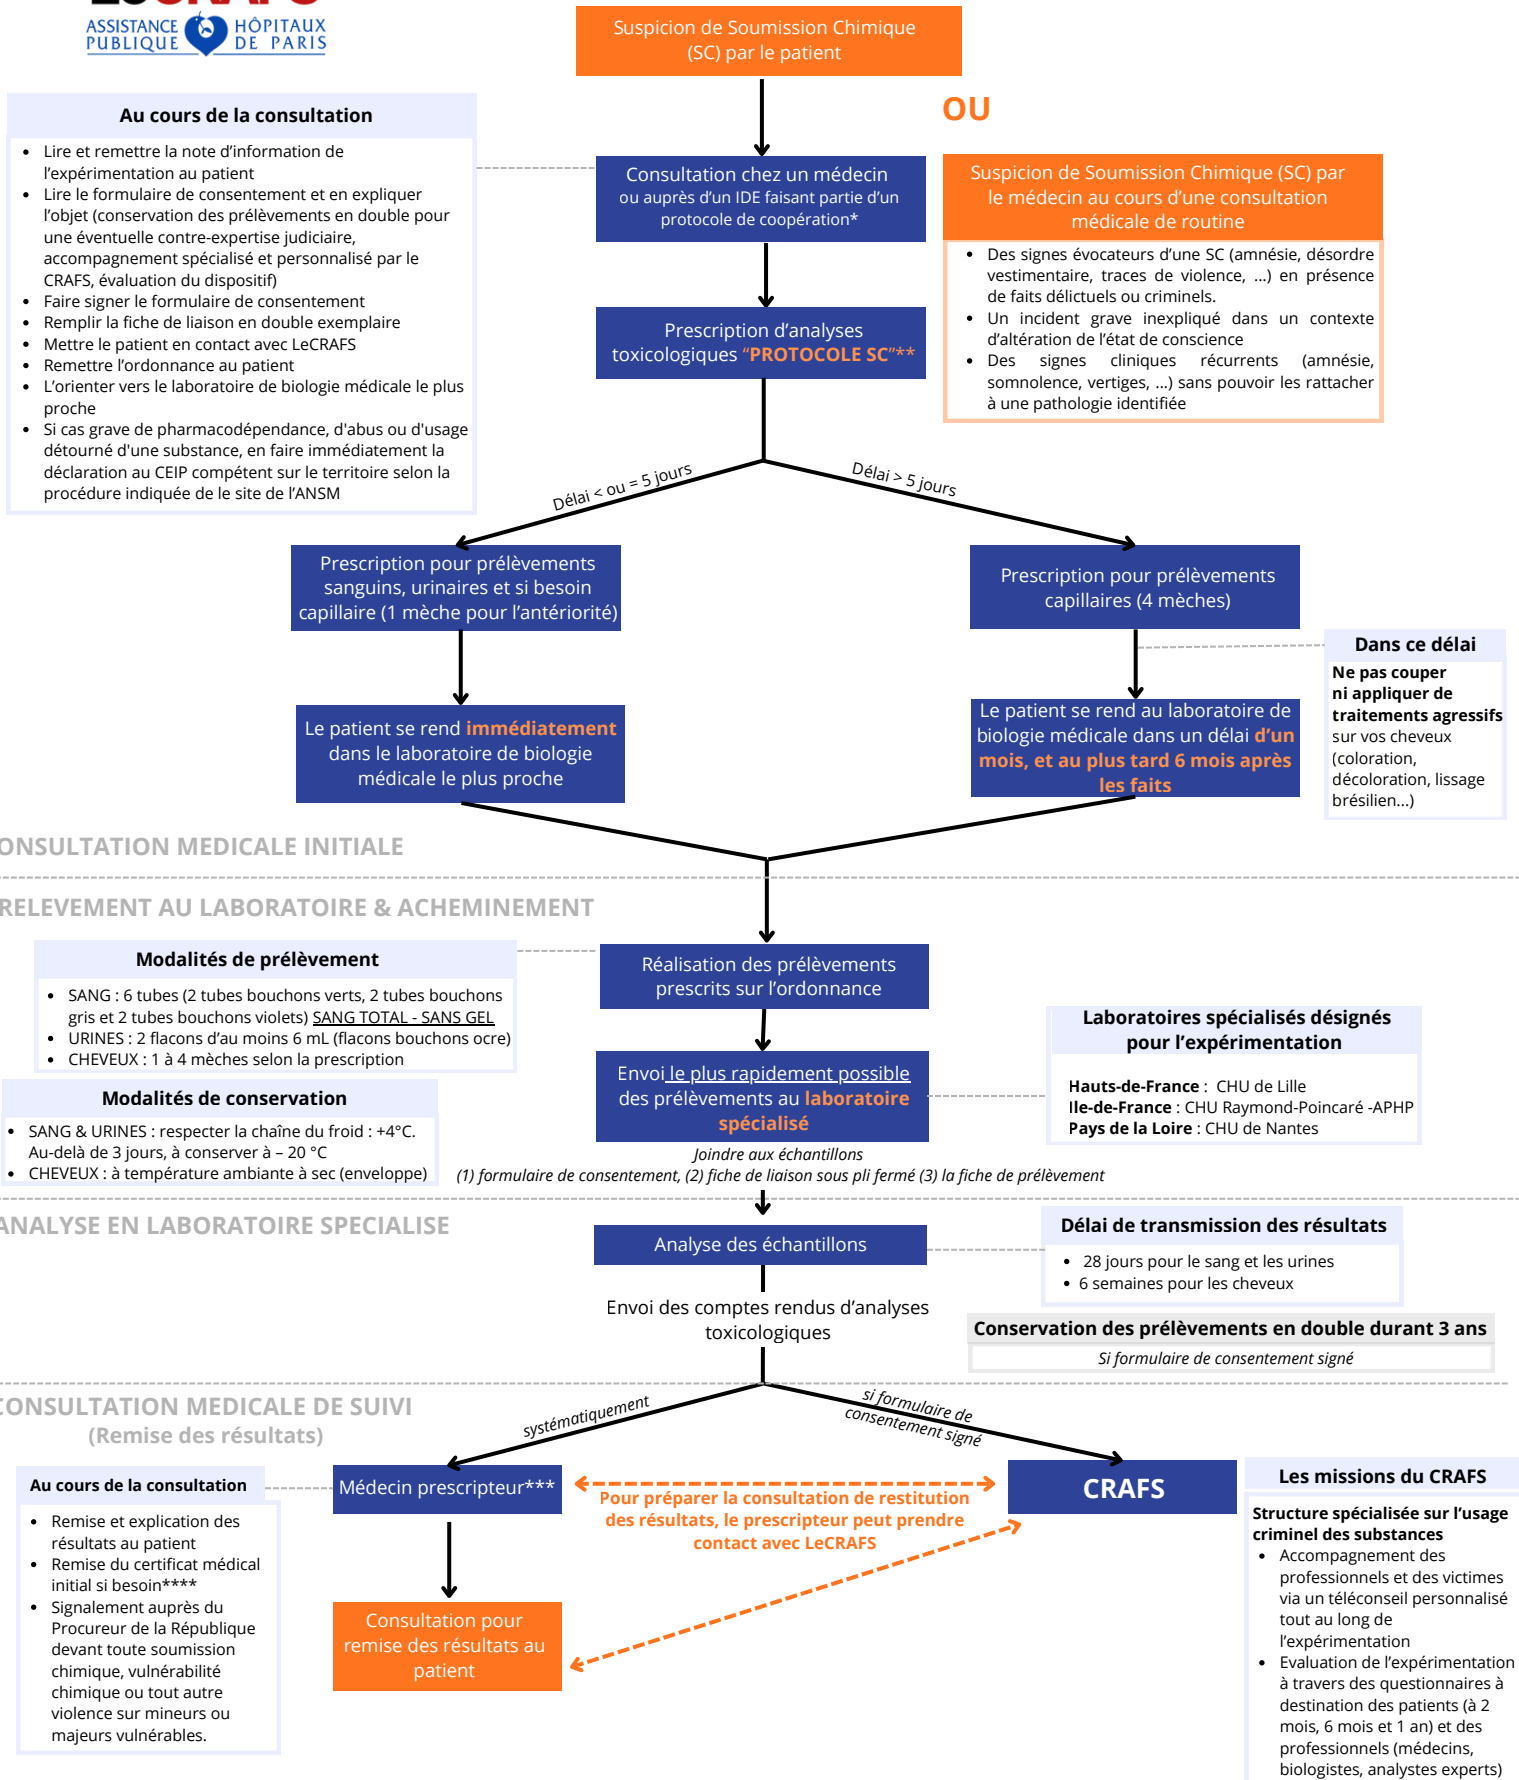 ASSISTANCE HÔPITAUX
PUBLIQUE DE PARIS
Suspicion de Soumission Chimique
(SC) par le patient
OU
Au cours de la consultation
• Lire et remettre la note d’information de
l’expérimentation au patient
• Lire le formulaire de consentement et en expliquer
l’objet (conservation des prélèvements en double pour
une éventuelle contre-expertise judiciaire,
accompagnement spécialisé et personnalisé par le
CRAFS, évaluation du dispositif)
• Faire signer le formulaire de consentement
• Remplir la fiche de liaison en double exemplaire
• Mettre le patient en contact avec LeCRAFS
• Remettre l’ordonnance au patient
• L’orienter vers le laboratoire de biologie médicale le plus
proche
• Si cas grave de pharmacodépendance, d'abus ou d'usage
détourné d'une substance, en faire immédiatement la
déclaration au CEIP compétent sur le territoire selon la
procédure indiquée de le site de l’ANSM
Consultation chez un médecin
ou auprès d’un IDE faisant partie d’un
protocole de coopération*
Suspicion de Soumission Chimique (SC) par
le médecin au cours d’une consultation
médicale de routine
• Des signes évocateurs d’une SC (amnésie, désordre
vestimentaire, traces de violence, ...) en présence
de faits délictuels ou criminels.
• Un incident grave inexpliqué dans un contexte
d’altération de l’état de conscience
• Des signes cliniques récurrents (amnésie,
somnolence, vertiges, ...) sans pouvoir les rattacher
à une pathologie identifiée
Prescription d’analyses
toxicologiques “PROTOCOLE SC”**
Délai < ou = 5 jours
Délai > 5 jours
Prescription pour prélèvements
sanguins, urinaires et si besoin
capillaire (1 mèche pour l’antériorité)
Prescription pour prélèvements
capillaires (4 mèches)
Dans ce délai
Ne pas couper
ni appliquer de
traitements agressifs
sur vos cheveux
(coloration,
décoloration, lissage
brésilien...)
Le patient se rend immédiatement
dans le laboratoire de biologie
médicale le plus proche
Le patient se rend au laboratoire de
biologie médicale dans un délai d’un
mois, et au plus tard 6 mois après
les faits
ONSULTATION MEDICALE INITIALE
RELEVEMENT AU LABORATOIRE & ACHEMINEMENT
Modalités de prélèvement
• SANG : 6 tubes (2 tubes bouchons verts, 2 tubes bouchons
gris et 2 tubes bouchons violets) SANG TOTAL - SANS GEL
• URINES : 2 flacons d’au moins 6 mL (flacons bouchons ocre)
• CHEVEUX : 1 à 4 mèches selon la prescription
Réalisation des prélèvements
prescrits sur l’ordonnance
Modalités de conservation
• SANG & URINES : respecter la chaîne du froid : +4°C.
Au-delà de 3 jours, à conserver à – 20 °C
• CHEVEUX : à température ambiante à sec (enveloppe)
Envoi le plus rapidement possible
des prélèvements au laboratoire
spécialisé
Laboratoires spécialisés désignés
pour l’expérimentation
Hauts-de-France : CHU de Lille
Ile-de-France : CHU Raymond-Poincaré -APHP
Pays de la Loire : CHU de Nantes
Joindre aux échantillons
(1) formulaire de consentement, (2) fiche de liaison sous pli fermé (3) la fiche de prélèvement
ANALYSE EN LABORATOIRE SPECIALISE
Analyse des échantillons
Délai de transmission des résultats
• 28 jours pour le sang et les urines
• 6 semaines pour les cheveux
Envoi des comptes rendus d’analyses
toxicologiques
Conservation des prélèvements en double durant 3 ans
Si formulaire de consentement signé
CONSULTATION MEDICALE DE SUIVI
(Remise des résultats)
systématiquement
si formulaire de
consentement signé
Au cours de la consultation
• Remise et explication des
résultats au patient
• Remise du certificat médical
initial si besoin****
• Signalement auprès du
Procureur de la République
devant toute soumission
chimique, vulnérabilité
chimique ou tout autre
violence sur mineurs ou
majeurs vulnérables.
Médecin prescripteur***
Pour préparer la consultation de restitution
des résultats, le prescripteur peut prendre
contact avec LeCRAFS
CRAFS
Consultation pour
remise des résultats au
patient
Les missions du CRAFS
Structure spécialisée sur l’usage
criminel des substances
• Accompagnement des
professionnels et des victimes
via un téléconseil personnalisé
tout au long de
l’expérimentation
• Evaluation de l’expérimentation
à travers des questionnaires à
destination des patients (à 2
mois, 6 mois et 1 an) et des
professionnels (médecins,
biologistes, analystes experts)